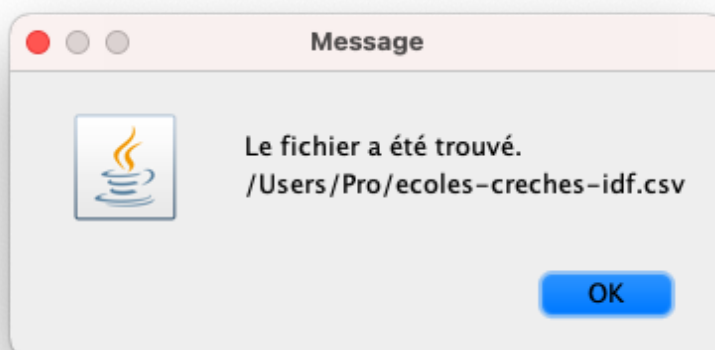 Message
Le fichier a été trouvé.
/Users/Pro/ecoles-creches-idf.csv
OK